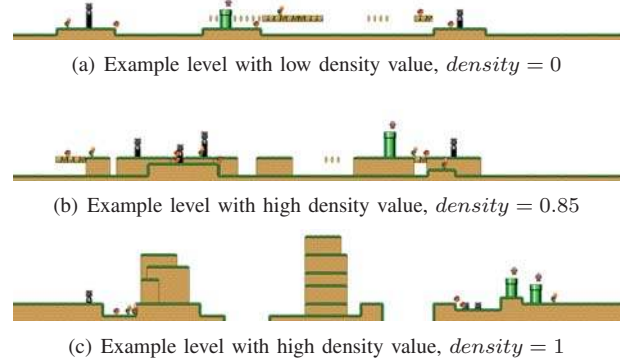 (a) Example level with low density value, density = 0
(b) Example level with high density value, density = 0.85
(c) Example level with high density value, density = 1